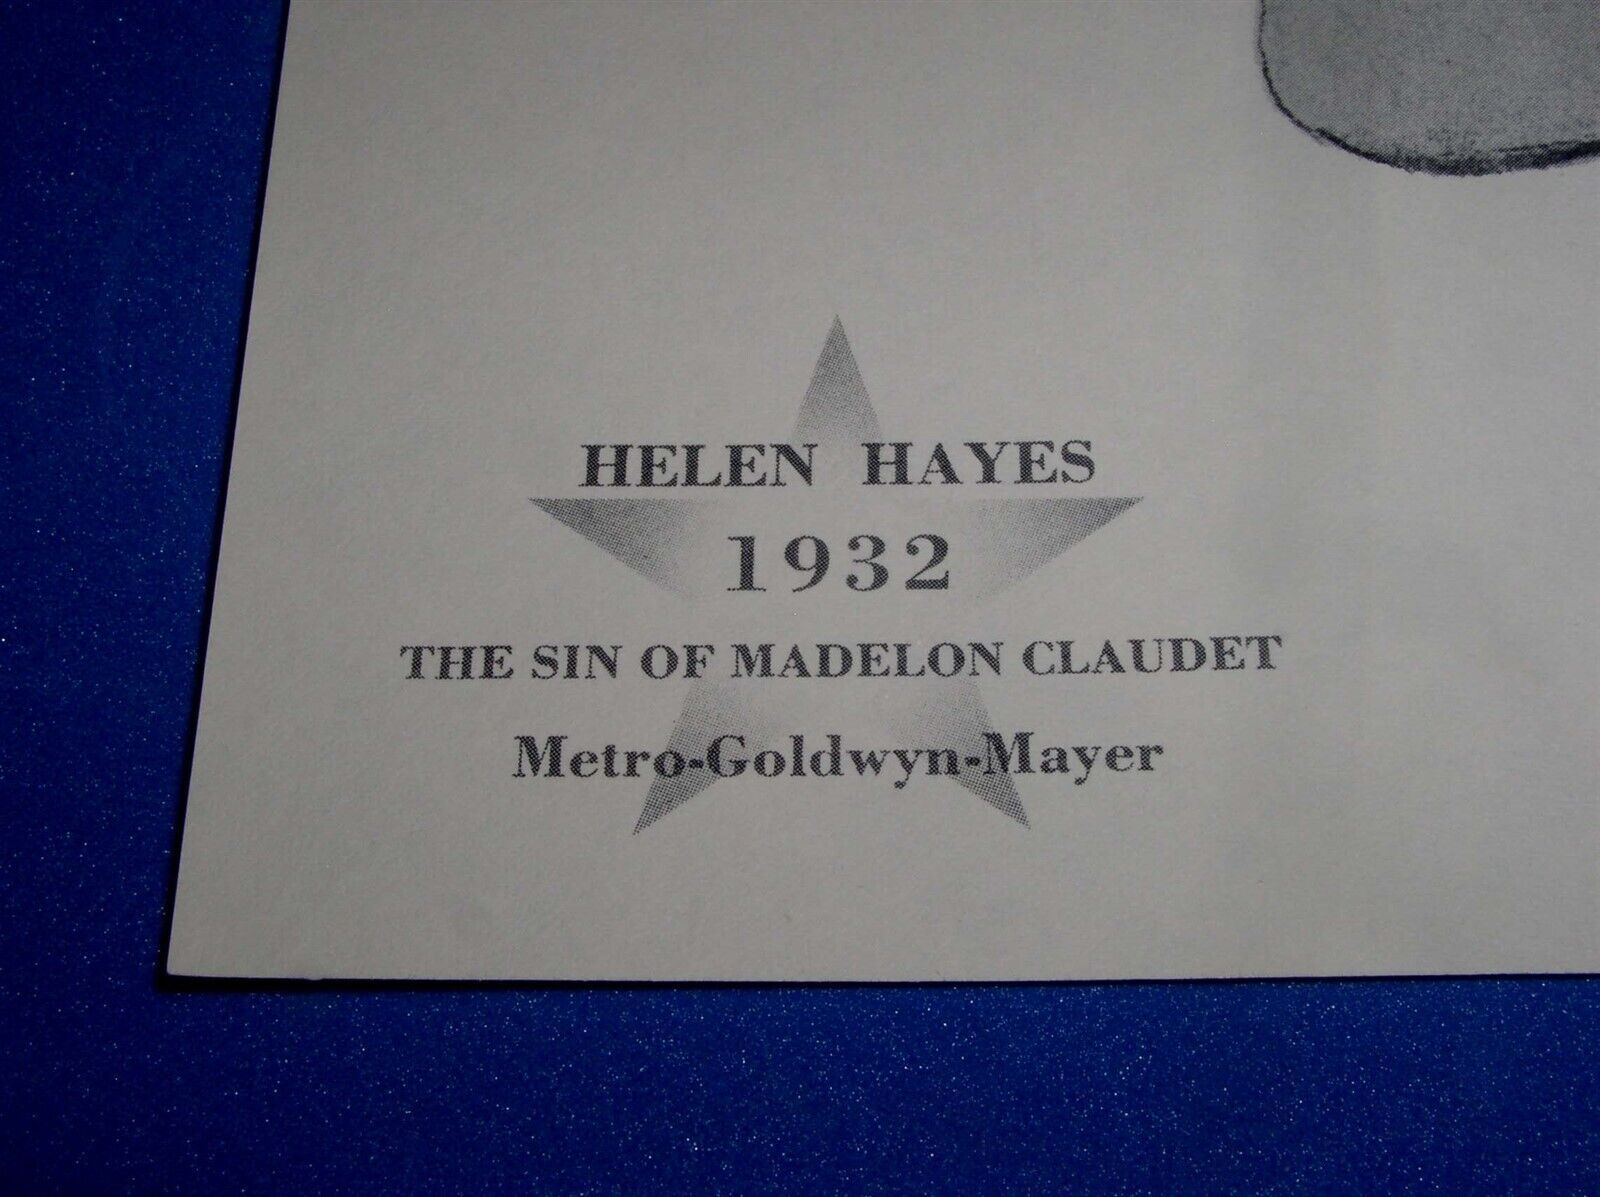 HELEN HAYES
1932
THE SIN OF MADELON CLAUDET
Metro-Goldwyn-Mayer